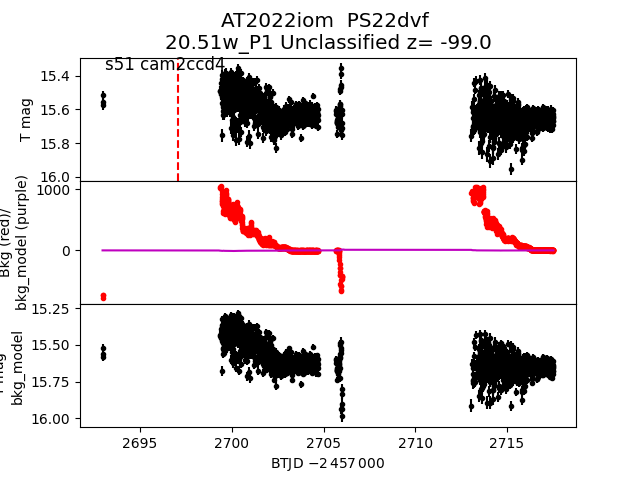 AT2022iom  PS22dvf
20.51w_P1 Unclassified z= -99.0
s51 cam2ccd4
T mag
15.4
15.6
15.8
16.0
Bkg (red)/
bkg_model (purple)
1000
0
bkg_model
15.25
15.50
15.75
16.00
2695
2700
2705
2710
2715
BTJD −2 457 000